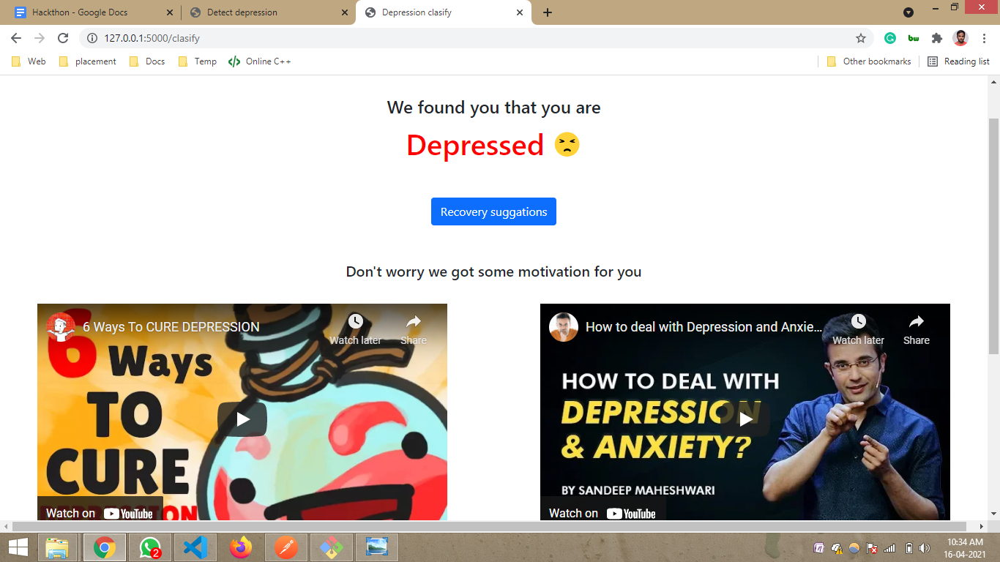 Hackthon - Google Docs
Detect depression
Depression clasify
127.0.0.1:5000/clasify
bw
Web
placement
Docs
Temp
Online C++
Other bookmarks
Reading list
We found you that you are
Depressed
Recovery suggations
Don't worry we got some motivation for you
6 Ways To CURE DEPRESSION
Watch later
Share
6 Ways
TO
CURE
Watch on YouTube
How to deal with Depression and Anxie...
Watch later
Share
HOW TO DEAL WITH
DEPRESSION
& ANXIETY?
BY SANDEEP MAHESHWARI
Watch on YouTube
2
10:34 AM
16-04-2021